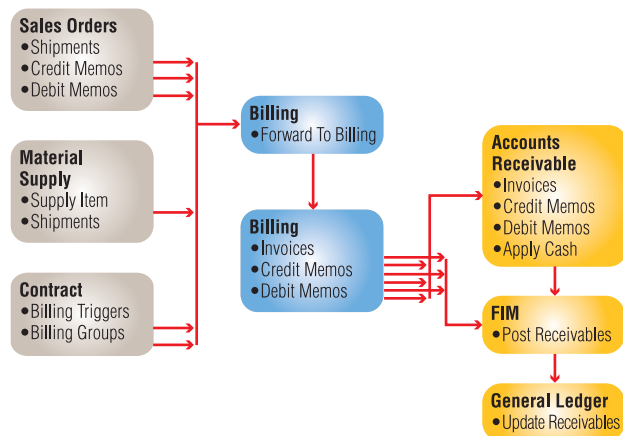 Sales Orders
•Shipments
•Credit Memos
•Debit Memos
Material
Supply
•Supply Item
•Shipments
Contract
•Billing Triggers
•Billing Groups
Billing
•Forward To Billing
Billing
•Invoices
•Credit Memos
•Debit Memos
Accounts
Receivable
•Invoices
•Credit Memos
•Debit Memos
•Apply Cash
FIM
•Post Receivables
General Ledger
•Update Receivables